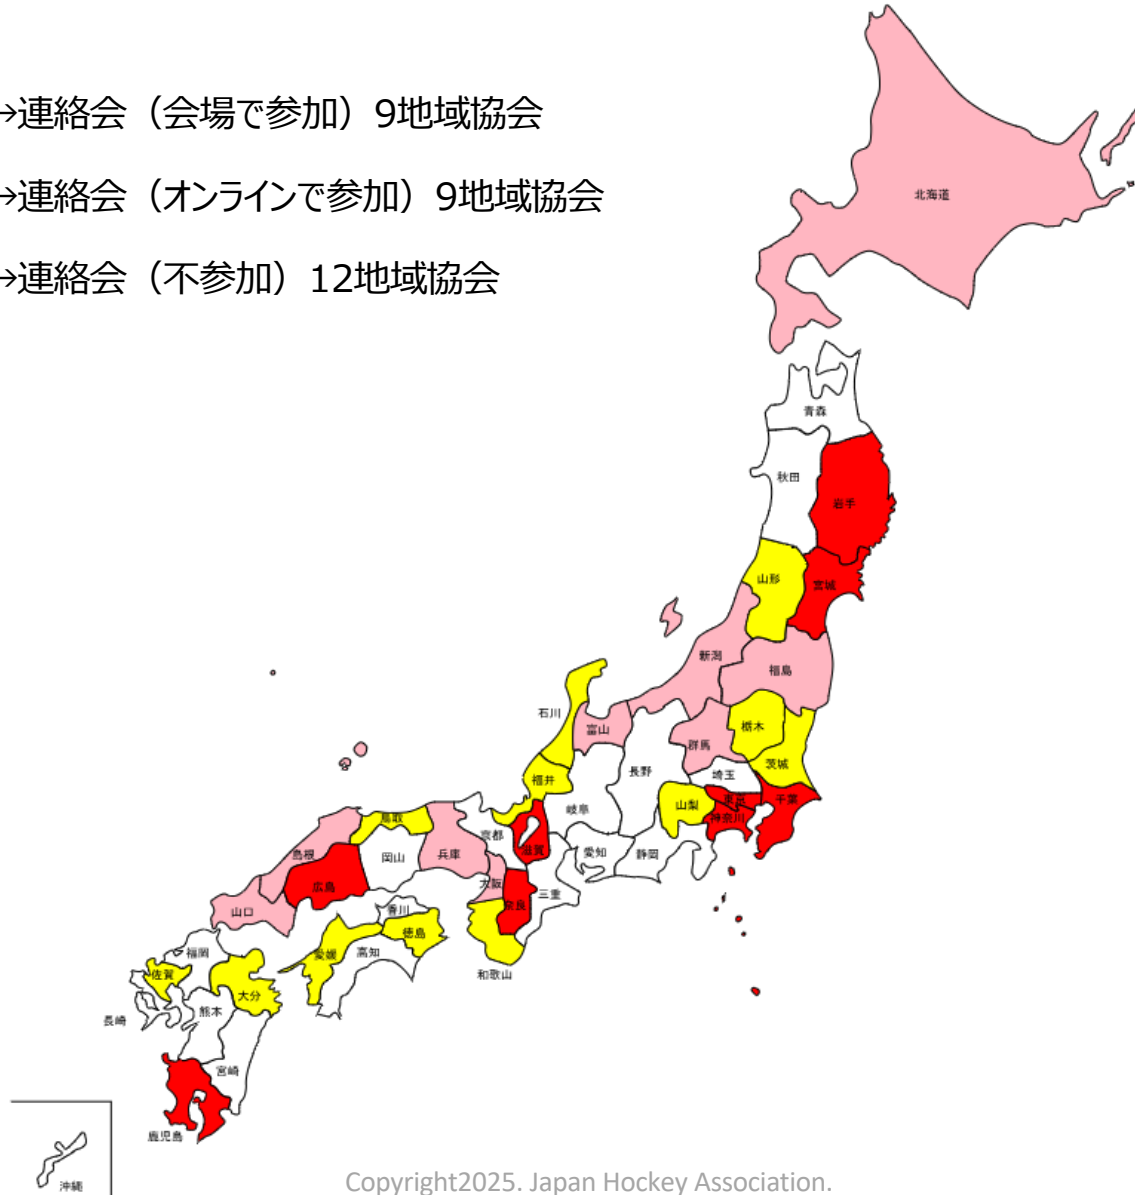 →連絡会（会場で参加）9地域協会
→連絡会（オンラインで参加）9地域協会
→連絡会（不参加）12地域協会
北海道
青森
秋田
岩手
山形
宮城
新潟
福島
石川
富山
群馬
栃木
茨城
長野
埼玉
福井
岐阜
山梨
東京
千葉
神奈川
鳥取
京都
滋賀
愛知
静岡
島根
岡山
兵庫
大阪
広島
奈良
三重
山口
香川
徳島
福岡
愛媛
高知
和歌山
佐賀
大分
長崎
熊本
宮崎
鹿児島
沖縄
Copyright2025. Japan Hockey Association.